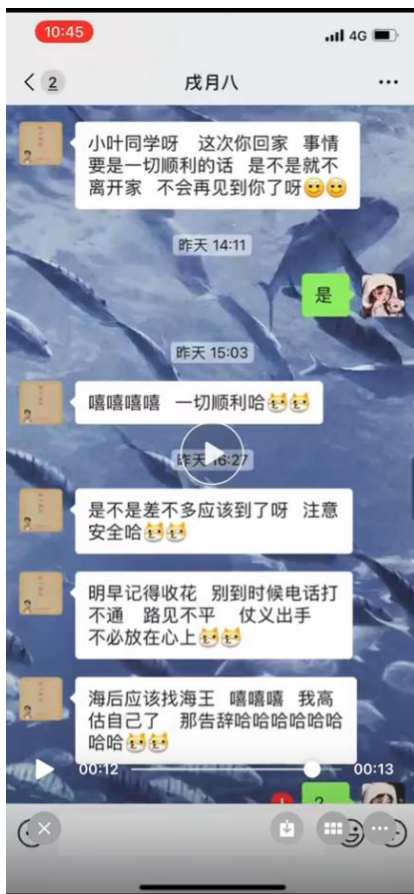 10:45
4G
2
戌月八
小叶同学呀 这次你回家 事情
要是一切顺利的话 是不是就不
离开家 不会再见到你了呀
昨天 14:11
是
昨天 15:03
嘻嘻嘻嘻 一切顺利哈
昨天 16:27
是不是差不多应该到了呀 注意
安全哈
明早记得收花 别到时候电话打
不通 路见不平 仗义出手
不必放在心上
海后应该找海王 嘻嘻嘻 我高
估自己了 那告辞哈哈哈哈哈哈
哈哈
00:12
00:13
?